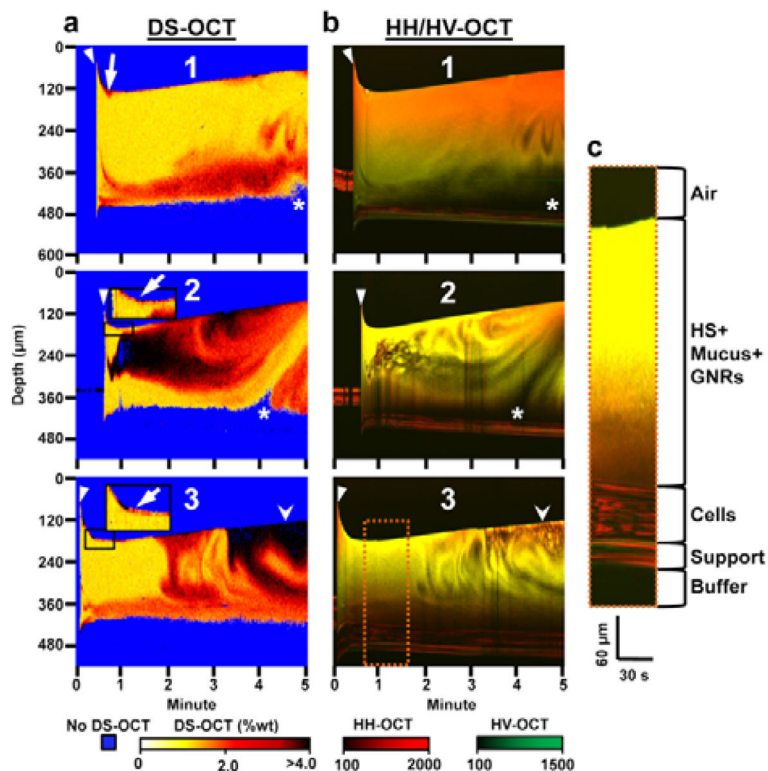 a DS-OCT b HH/HV-OCT
0
120
240
360
480
600
1
*
1
*
c
Air
HS+
Mucus+
GNRs
Cells
Support
Buffer
60 µm
30 s
Depth (µm)
0
120
240
360
480
2
*
2
*
0
120
240
360
480
3
3
0 1 2 3 4 5
Minute
0 1 2 3 4 5
Minute
No DS-OCT DS-OCT (%wt) HH-OCT HV-OCT
0 2.0 >4.0 100 2000 100 1500